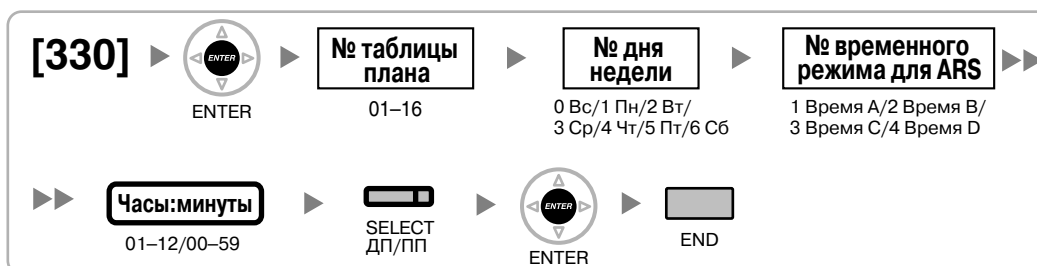 [330]
ENTER
ENTER
№ таблицы
плана
01–16
№ дня
недели
0 Вс/1 Пн/2 Вт/
3 Ср/4 Чт/5 Пт/6 Сб
№ временного
режима для ARS
1 Время A/2 Время B/
3 Время C/4 Время D
Часы:минуты
01–12/00–59
SELECT
ДП/ПП
ENTER
ENTER
END